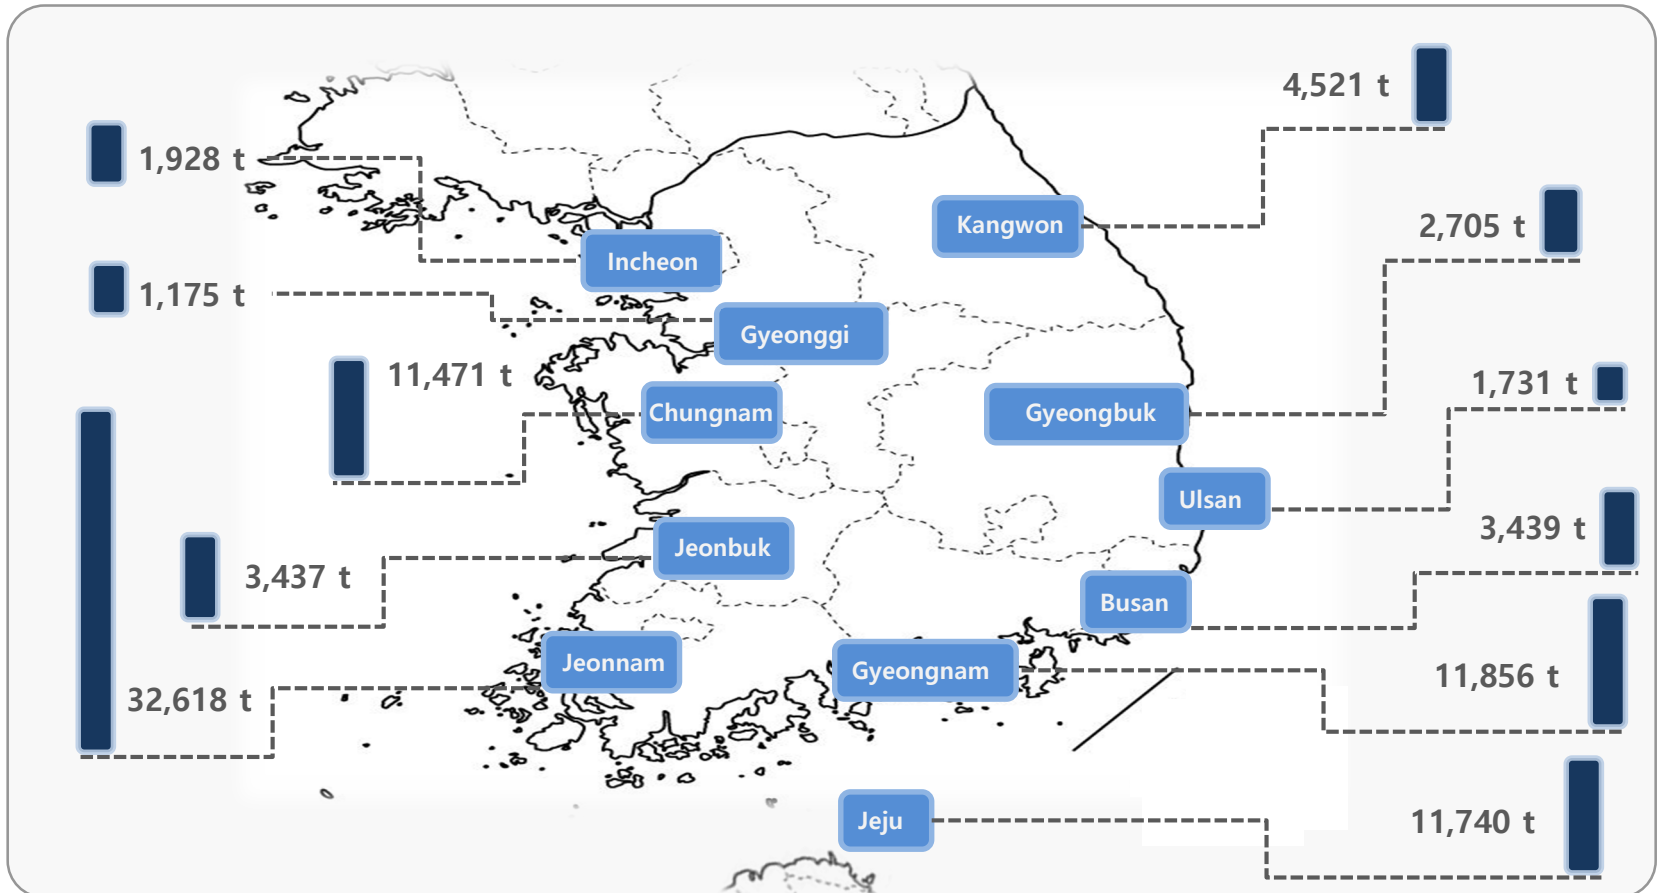 4,521 t
1,928 t
Kangwon
2,705 t
Incheon
1,175 t
Gyeonggi
11,471 t
1,731 t
Chungnam
Gyeongbuk
Ulsan
3,439 t
Jeonbuk
3,437 t
Busan
Jeonnam
Gyeongnam
11,856 t
32,618 t
Jeju
11,740 t